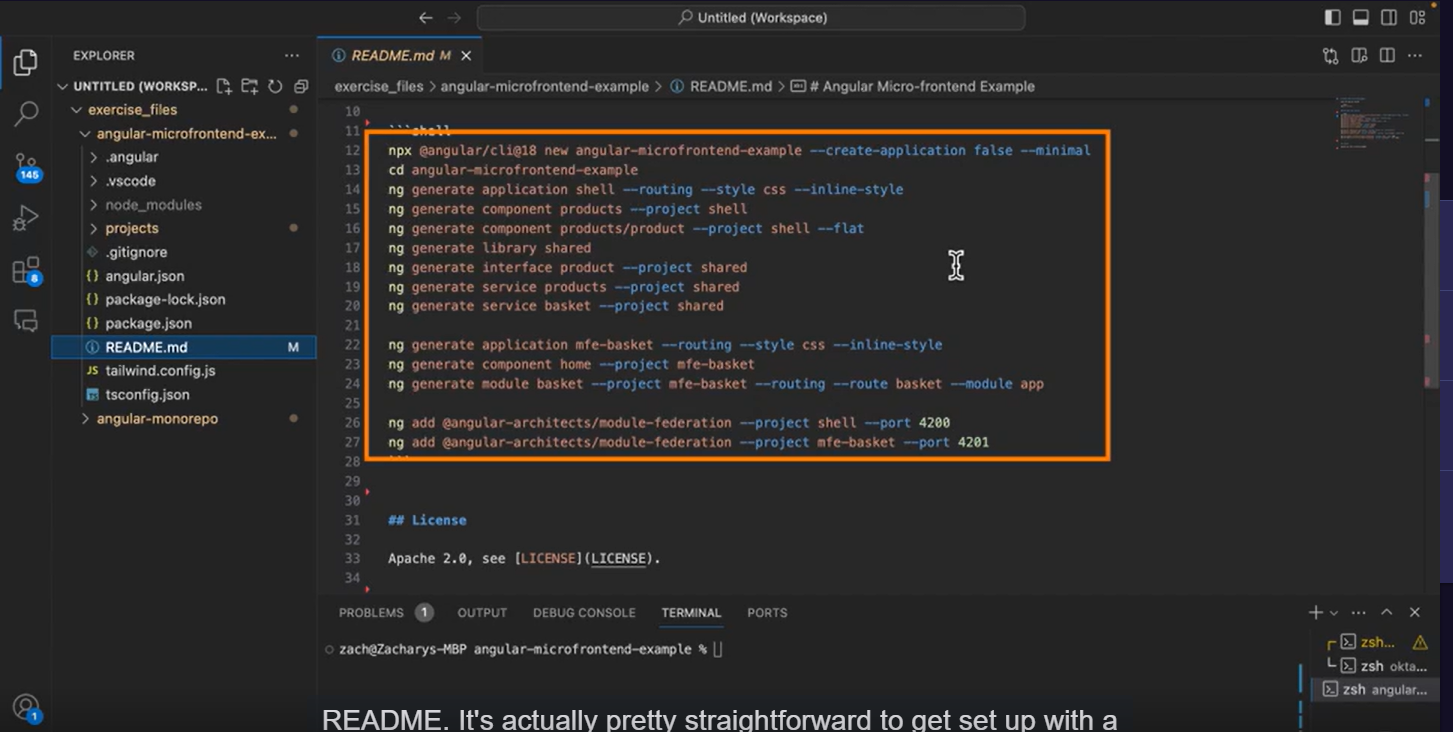 Untitled (Workspace)
EXPLORER
UNTITLED (WORKSP...
exercise_files
angular-microfrontend-ex...
.angular
.vscode
node_modules
projects
.gitignore
angular.json
package-lock.json
package.json
README.md M
tailwind.config.js
tsconfig.json
angular-monorepo
145
8
1
README.md M
exercise_files > angular-microfrontend-example > README.md > # Angular Micro-frontend Example
10
11 ```shell
12 npx @angular/cli@18 new angular-microfrontend-example --create-application false --minimal
13 cd angular-microfrontend-example
14 ng generate application shell --routing --style css --inline-style
15 ng generate component products --project shell
16 ng generate component products/product --project shell --flat
17 ng generate library shared
18 ng generate interface product --project shared
19 ng generate service products --project shared
20 ng generate service basket --project shared
21
22 ng generate application mfe-basket --routing --style css --inline-style
23 ng generate component home --project mfe-basket
24 ng generate module basket --project mfe-basket --routing --route basket --module app
25
26 ng add @angular-architects/module-federation --project shell --port 4200
27 ng add @angular-architects/module-federation --project mfe-basket --port 4201
28 ```
29
30
31 ## License
32
33 Apache 2.0, see [LICENSE](LICENSE).
34
PROBLEMS 1 OUTPUT DEBUG CONSOLE TERMINAL PORTS
zach@Zacharys-MBP angular-microfrontend-example %
zsh...
zsh okta...
zsh angular...
README. It's actually pretty straightforward to get set up with a